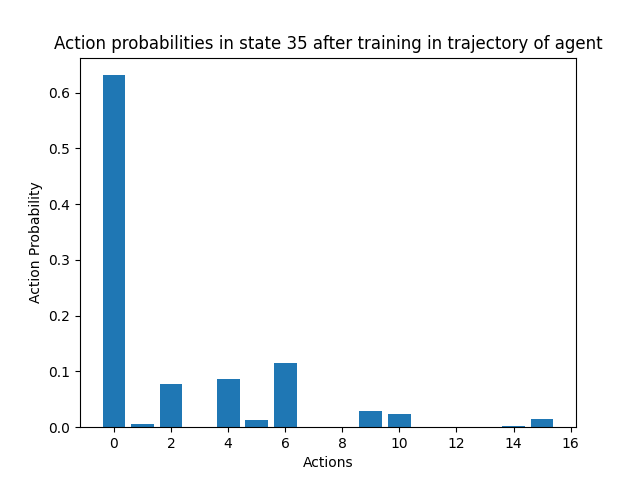 Action probabilities in state 35 after training in trajectory of agent
0.6
0.5
0.4
0.3
0.2
0.1
0.0
Action Probability
0 2 4 6 8 10 12 14 16
Actions